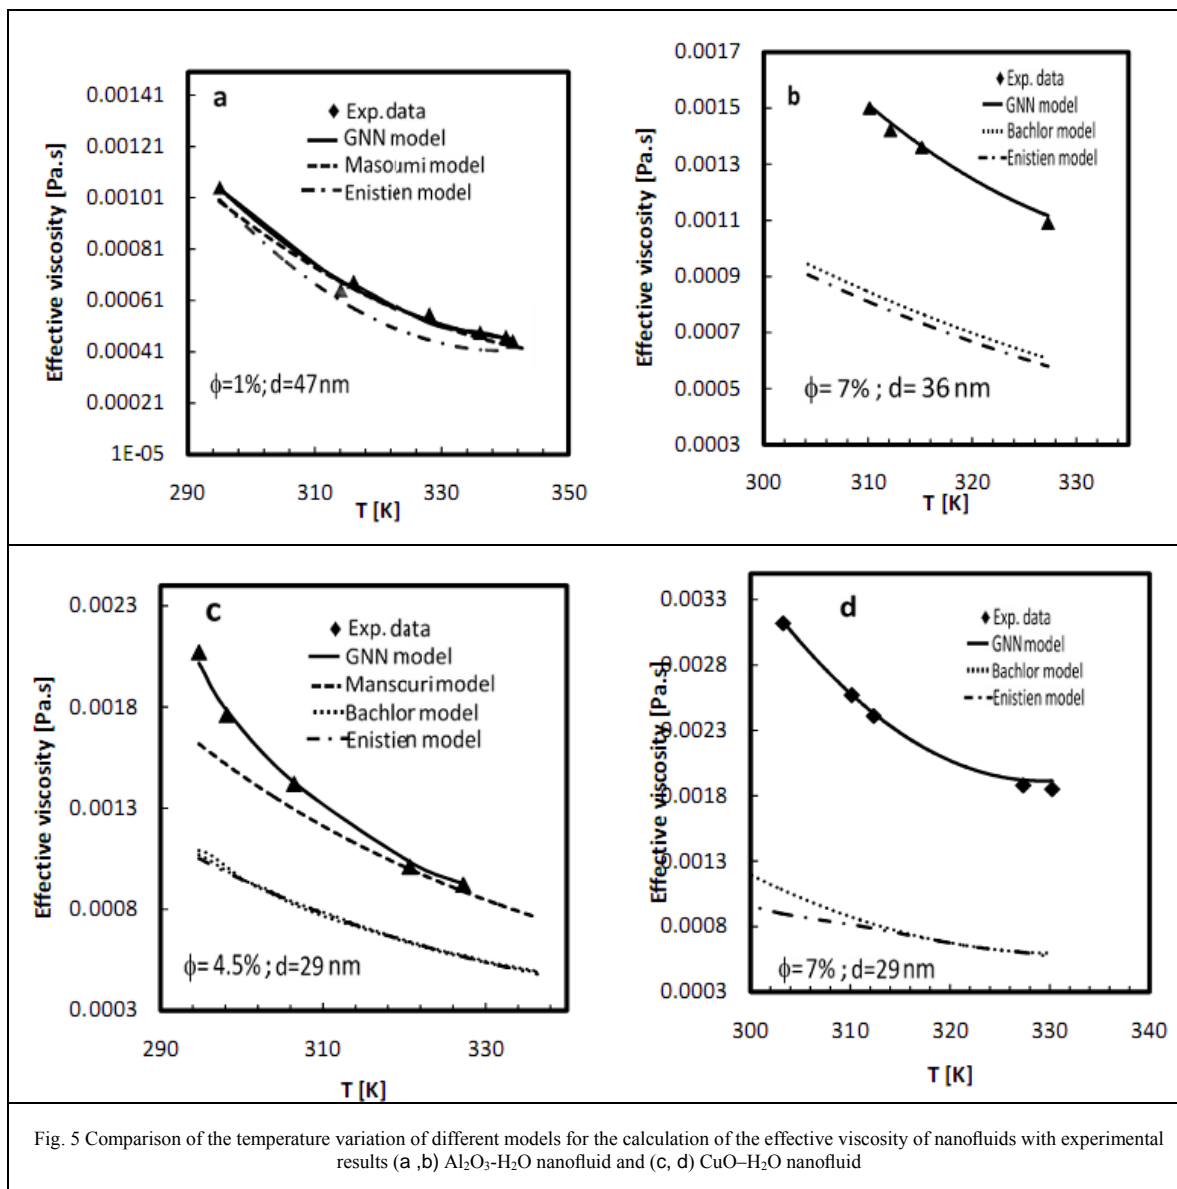 a
Effective viscosity [Pa.s]
0.00141
0.00121
0.00101
0.00081
0.00061
0.00041
0.00021
1E-05
Exp.data
GNN model
Masoumi model
Enistien model
ϕ=1%; d=47nm
290 310 330 350
T [K]
b
Effective viscosity [Pa.s]
0.0017
0.0015
0.0013
0.0011
0.0009
0.0007
0.0005
0.0003
Exp. data
GNN model
Bachlor model
Enistien model
ϕ= 7% ; d= 36 nm
300 310 320 330
T [K]
c
Effective viscosity [Pa.s]
0.0023
0.0018
0.0013
0.0008
0.0003
Exp. data
GNN model
Manscuri model
Bachlor model
Enistien model
ϕ= 4.5% ; d=29 nm
290 310 330
T [K]
d
Effective viscosity [Pa.s]
0.0033
0.0028
0.0023
0.0018
0.0013
0.0008
0.0003
Exp. data
GNN model
Bachlor model
Enistien model
ϕ=7% ; d=29 nm
300 310 320 330 340
T [K]
Fig. 5 Comparison of the temperature variation of different models for the calculation of the effective viscosity of nanofluids with experimental
results (a ,b) Al₂O₃-H₂O nanofluid and (c, d) CuO–H₂O nanofluid